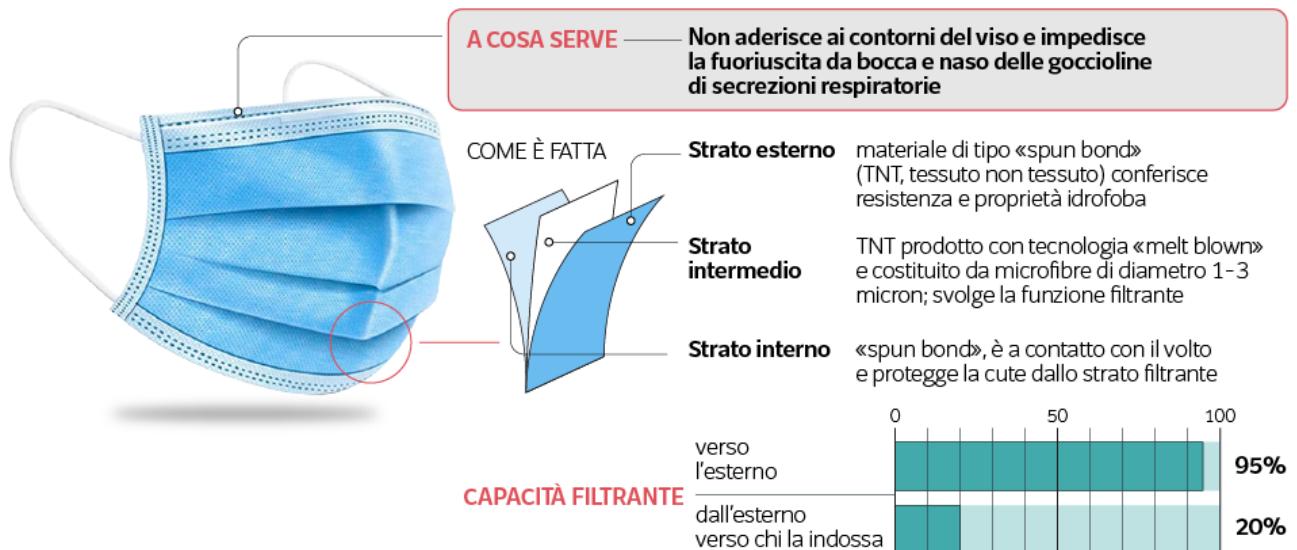 A COSA SERVE Non aderisce ai contorni del viso e impedisce
la fuoriuscita da bocca e naso delle goccioline
di secrezioni respiratorie
COME È FATTA
Strato esterno materiale di tipo «spun bond»
(TNT, tessuto non tessuto) conferisce
resistenza e proprietà idrofoba
Strato
intermedio
TNT prodotto con tecnologia «melt blown»
e costituito da microfibre di diametro 1-3
micron; svolge la funzione filtrante
Strato interno «spun bond», è a contatto con il volto
e protegge la cute dallo strato filtrante
CAPACITÀ FILTRANTE
0 50 100
verso
l'esterno
95%
dall'esterno
verso chi la indossa
20%